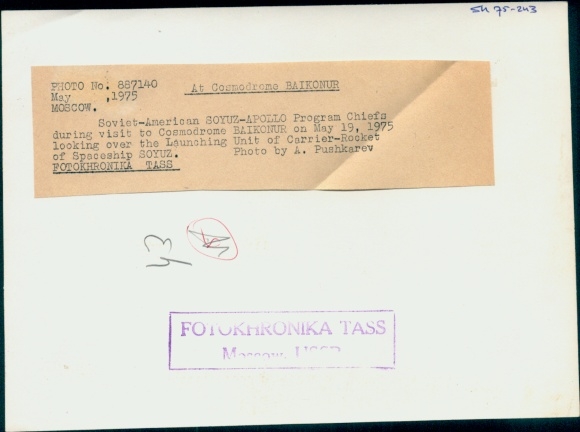 SU 75-243
PHOTO No. 887140 At Cosmodrome BAIKONUR
May ,1975
MOSCOW.
Soviet-American SOYUZ-APOLLO Program Chiefs
during visit to Cosmodrome BAIKONUR on May 19, 1975
looking over the Launching Unit of Carrier-Rocket
of Spaceship SOYUZ. Photo by A. Pushkarev
FOTOKHRONIKA TASS
43
FOTOKHRONIKA TASS
Moscow, USSR